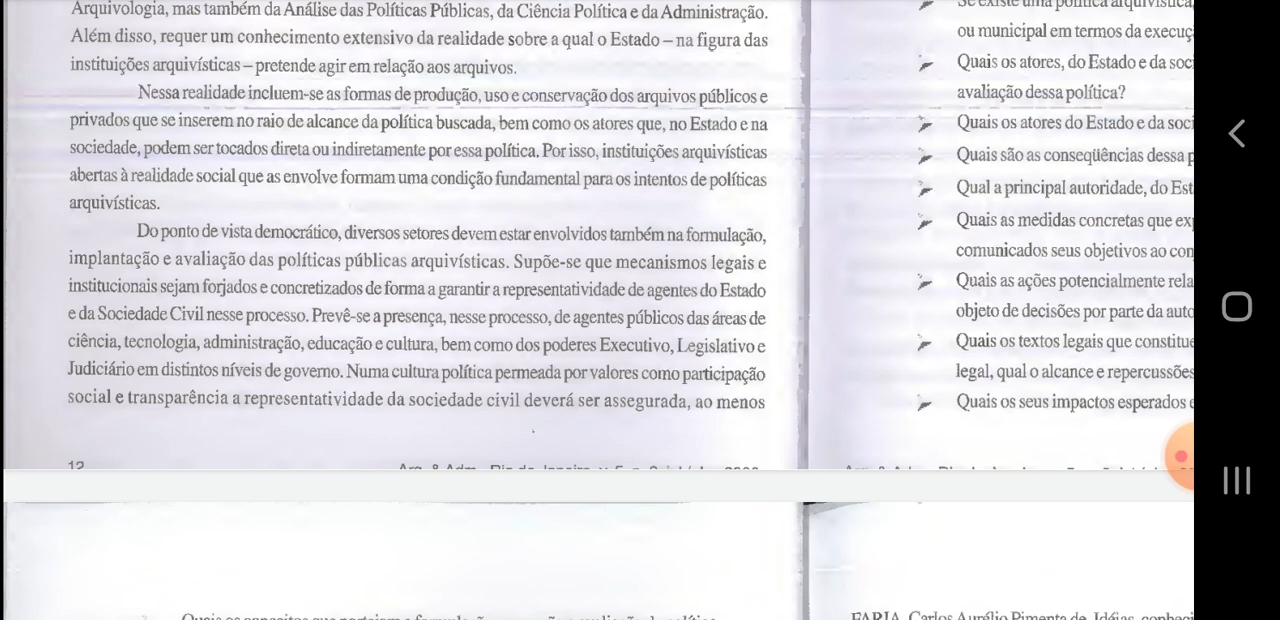 Arquivologia, mas também da Análise das Políticas Públicas, da Ciência Política e da Administração.
Além disso, requer um conhecimento extensivo da realidade sobre a qual o Estado – na figura das
instituições arquivísticas – pretende agir em relação aos arquivos.
Nessa realidade incluem-se as formas de produção, uso e conservação dos arquivos públicos e
privados que se inserem no raio de alcance da política buscada, bem como os atores que, no Estado e na
sociedade, podem ser tocados direta ou indiretamente por essa política. Por isso, instituições arquivísticas
abertas à realidade social que as envolve formam uma condição fundamental para os intentos de políticas
arquivísticas.
Do ponto de vista democrático, diversos setores devem estar envolvidos também na formulação,
implantação e avaliação das políticas públicas arquivísticas. Supõe-se que mecanismos legais e
institucionais sejam forjados e concretizados de forma a garantir a representatividade de agentes do Estado
e da Sociedade Civil nesse processo. Prevê-se a presença, nesse processo, de agentes públicos das áreas de
ciência, tecnologia, administração, educação e cultura, bem como dos poderes Executivo, Legislativo e
Judiciário em distintos níveis de governo. Numa cultura política permeada por valores como participação
social e transparência a representatividade da sociedade civil deverá ser assegurada, ao menos
12
Se existe uma política arquivística,
ou municipal em termos da execuç
Quais os atores, do Estado e da soc
avaliação dessa política?
Quais os atores do Estado e da soci
Quais são as conseqüências dessa p
Qual a principal autoridade, do Est
Quais as medidas concretas que ex
comunicados seus objetivos ao con
Quais as ações potencialmente rela
objeto de decisões por parte da auto
Quais os textos legais que constitue
legal, qual o alcance e repercussões
Quais os seus impactos esperados e
FARIA, Carlos Aurélio Pimenta de. Idéias, conheci